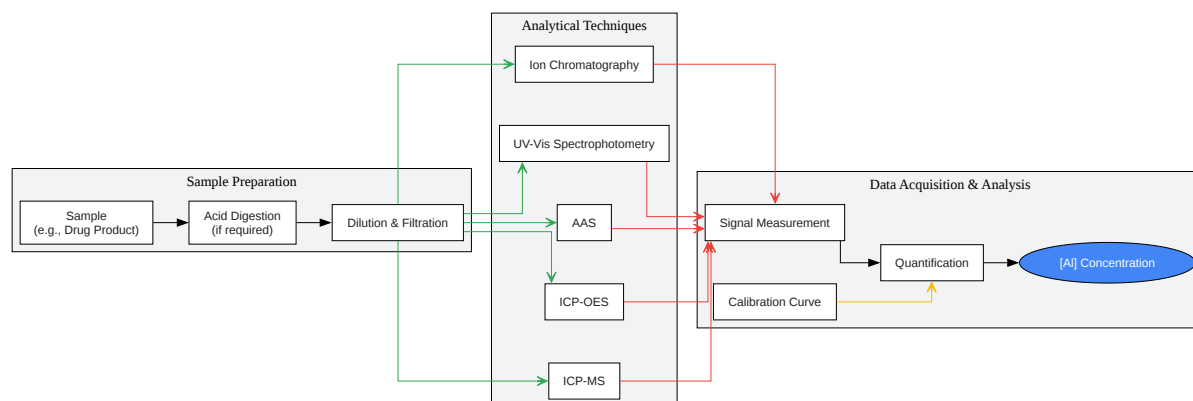 Analytical Techniques
Ion Chromatography
UV-Vis Spectrophotometry
Sample Preparation
Data Acquisition & Analysis
Sample
(e.g., Drug Product)
Acid Digestion
(if required)
Dilution & Filtration
AAS
Signal Measurement
Quantification
[Al] Concentration
ICP-OES
Calibration Curve
ICP-MS